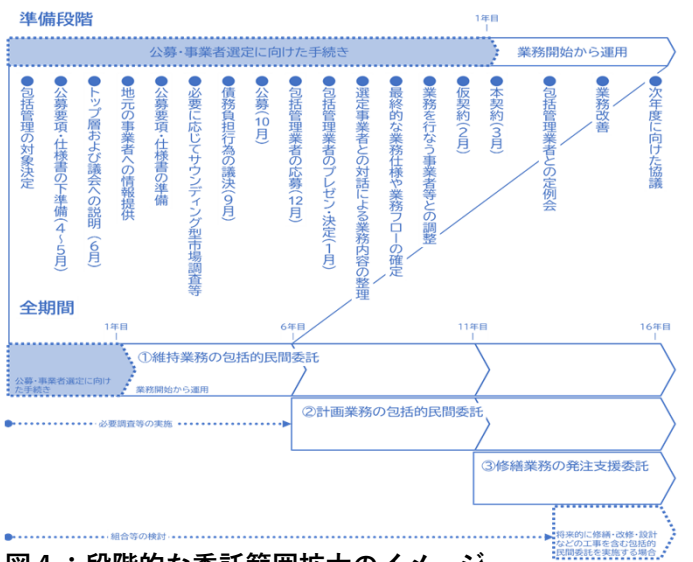 準備段階
1年目
公募・事業者選定に向けた手続き
業務開始から運用
包括管理の対象決定
公募要項・仕様書の下準備(4~5月)
トップ層および議会への説明(6月)
地元の事業者への情報提供
公募要項・仕様書の準備
必要に応じてサウンディング型市場調査等
債務負担行為の議決(9月)
公募(10月)
包括管理業者の応募(12月)
包括管理業者のプレゼン・決定(1月)
選定事業者との対話による業務内容の整理
最終的な業務仕様や業務フローの確定
業務を行なう事業者等との調整
仮契約(2月)
本契約(3月)
包括管理業者との定例会
業務改善
次年度に向けた協議
全期間
1年目
6年目
11年目
16年目
①維持業務の包括的民間委託
公募・事業者選定に向け
た手続き
業務開始から運用
②計画業務の包括的民間委託
必要調査等の実施
③修繕業務の発注支援委託
組合等の検討
将来的に修繕・改修・設計
などの工事を含む包括的
民間委託を実施する場合
図4:段階的な委託範囲拡大のイメージ